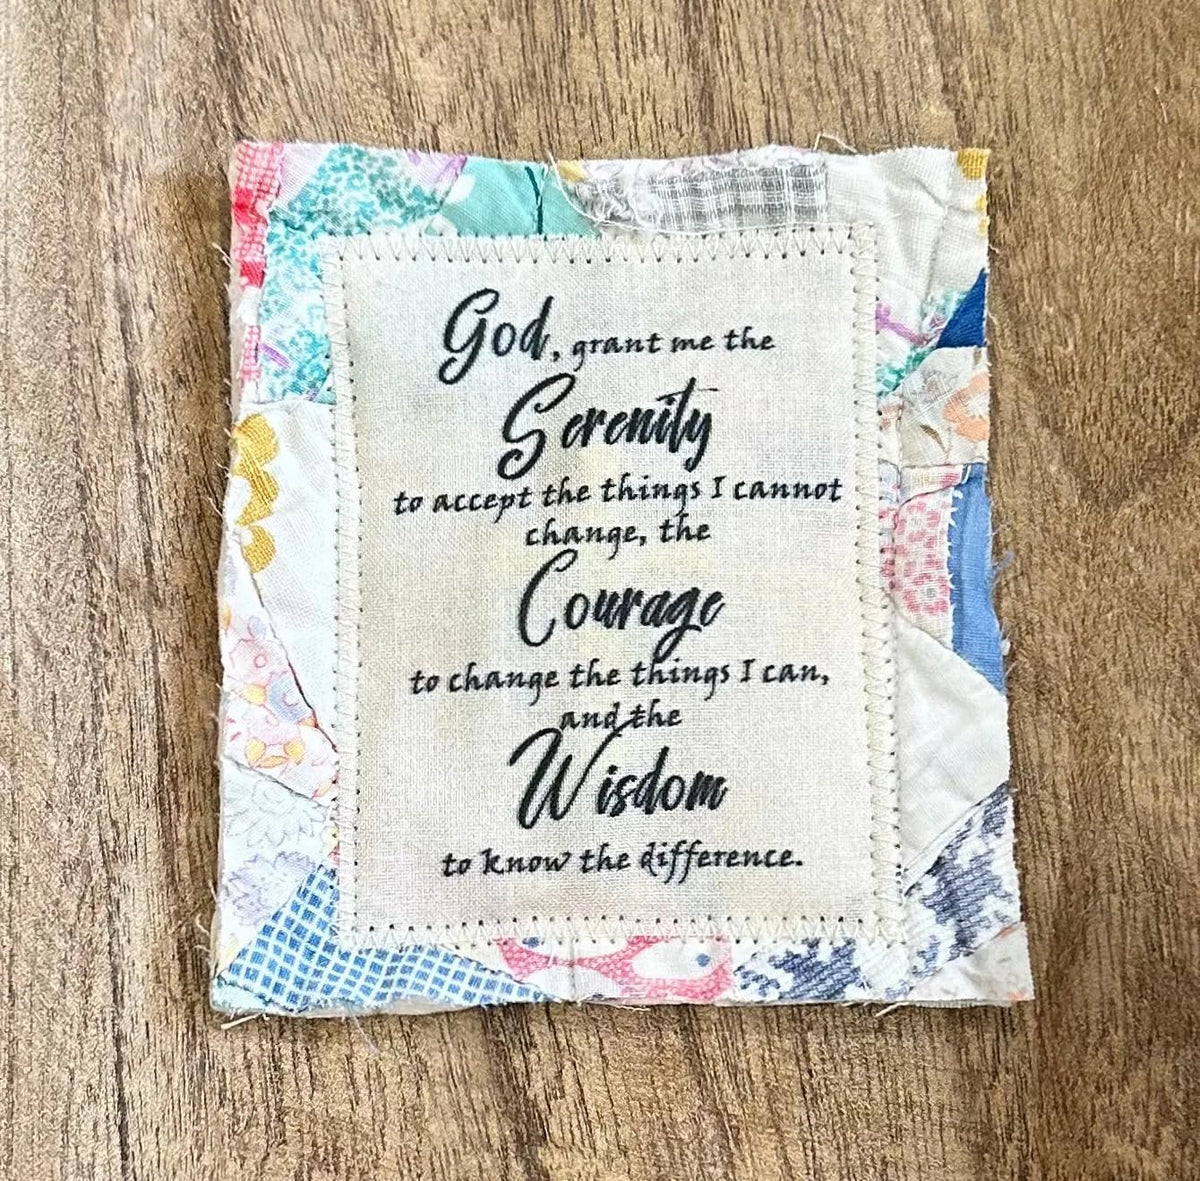 God, grant me the
Serenity
to accept the things I cannot
change, the
Courage
to change the things I can,
and the
Wisdom
to know the difference.